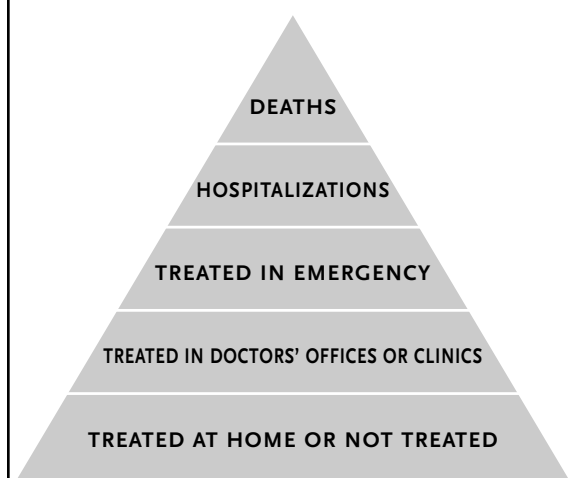 DEATHS
HOSPITALIZATIONS
TREATED IN EMERGENCY
TREATED IN DOCTORS’ OFFICES OR CLINICS
TREATED AT HOME OR NOT TREATED